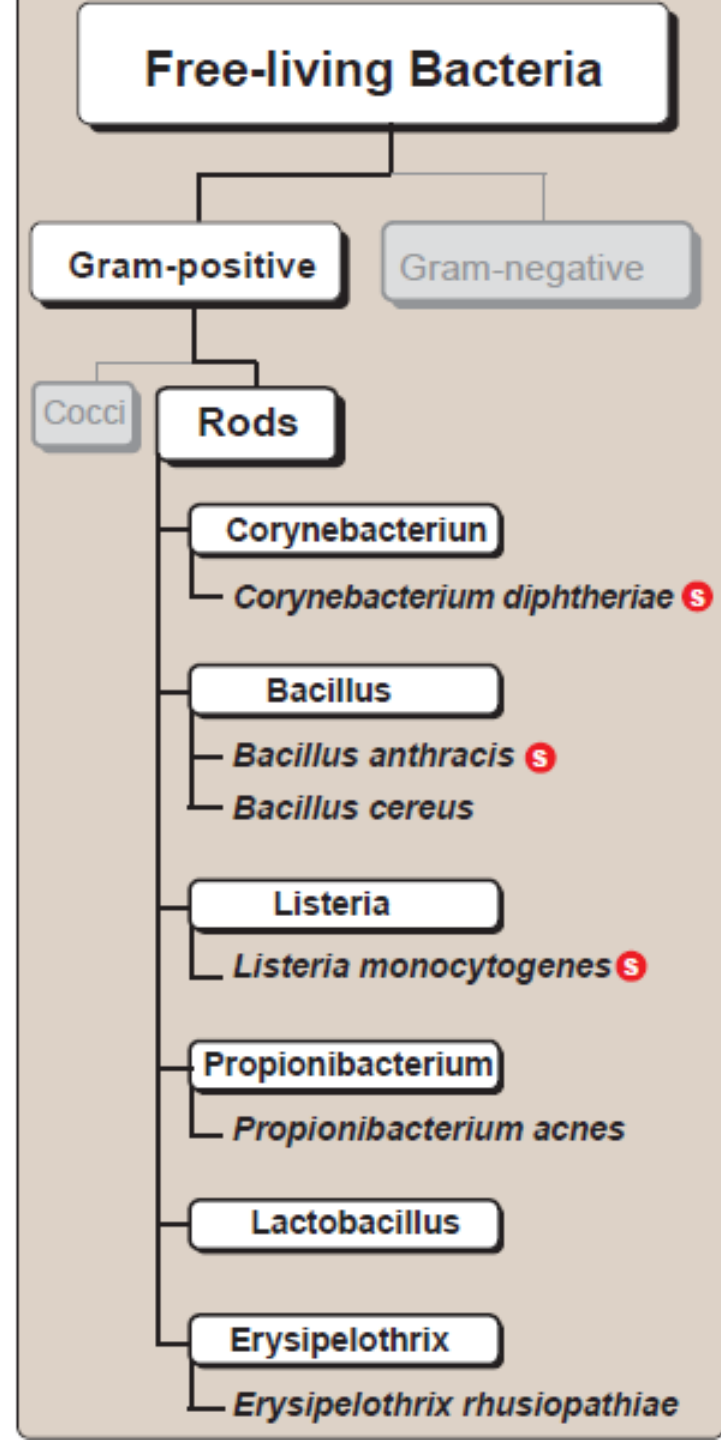 Free-living Bacteria
Gram-positive
Gram-negative
Cocci
Rods
Corynebacteriun
Corynebacterium diphtheriae S
Bacillus
Bacillus anthracis S
Bacillus cereus
Listeria
Listeria monocytogenes S
Propionibacterium
Propionibacterium acnes
Lactobacillus
Erysipelothrix
Erysipelothrix rhusiopathiae